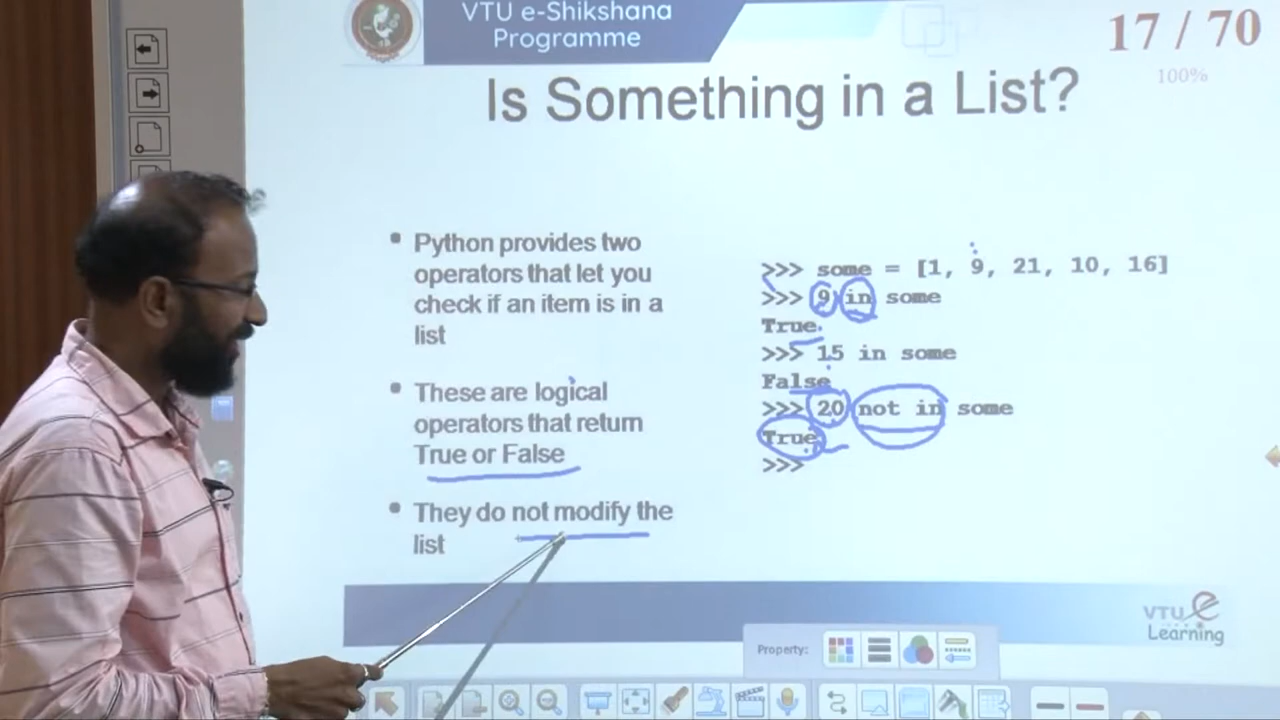 VTU e-Shikshana
Programme
17 / 70
100%
Is Something in a List?
Python provides two
operators that let you
check if an item is in a
list
These are logical
operators that return
True or False
They do not modify the
list
>>> some = [1, 9, 21, 10, 16]
>>> 9 in some
True
>>> 15 in some
False
>>> 20 not in some
True
>>>
VTU e
Learning
Property: